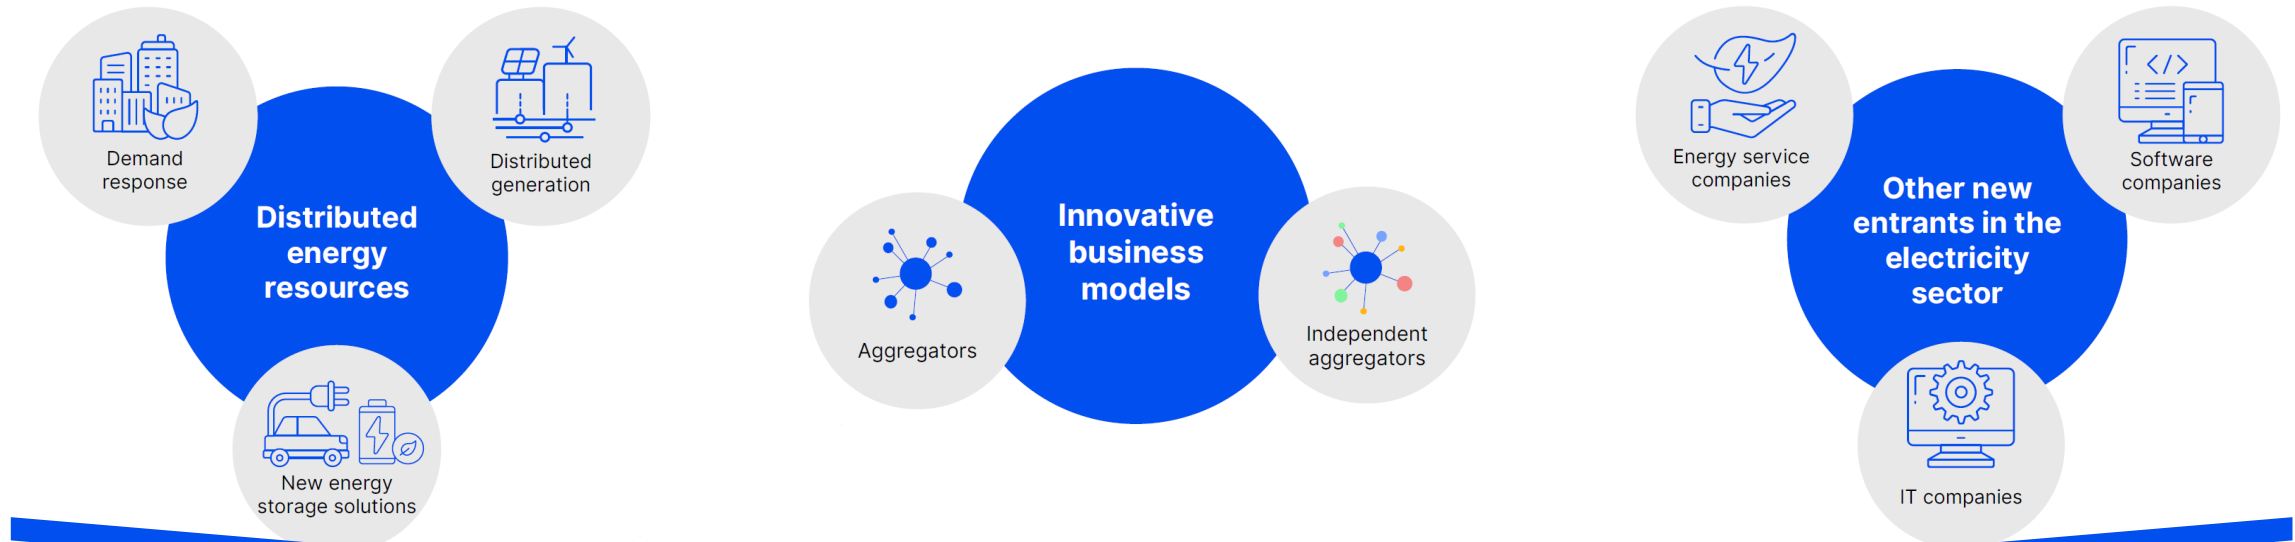 Demand
response
Distributed
generation
Distributed
energy
resources
New energy
storage solutions
Innovative
business
models
Aggregators
Independent
aggregators
Energy service
companies
</>
Software
companies
Other new
entrants in the
electricity
sector
IT companies